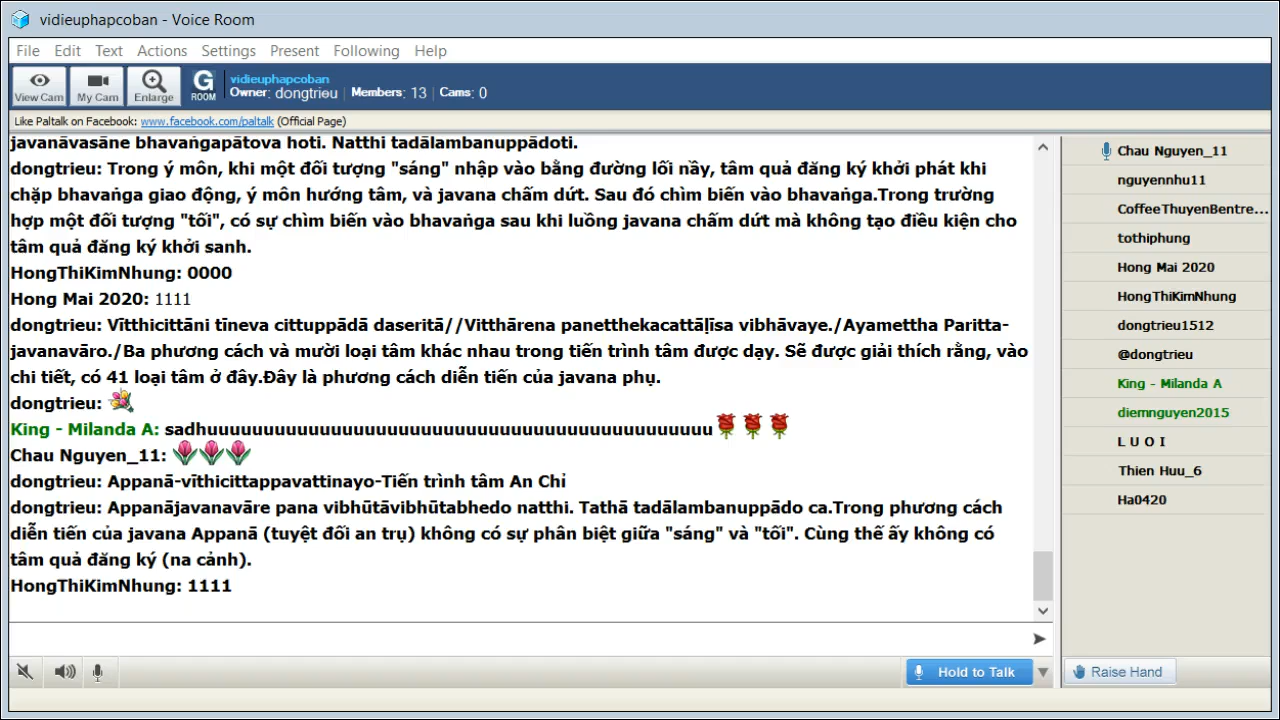 vidieuphapcoban - Voice Room
File Edit Text Actions Settings Present Following Help
View Cam My Cam Enlarge G ROOM vidieuphapcoban
Owner: dongtrieu | Members: 13 | Cams: 0
Like Paltalk on Facebook: www.facebook.com/paltalk (Official Page)
javanāvasāne bhavaṅgapātova hoti. Natthi tadālambanuppādoti.
dongtrieu: Trong ý môn, khi một đối tượng "sáng" nhập vào bằng đường lối nầy, tâm quả đăng ký khởi phát khi
chặp bhavaṅga giao động, ý môn hướng tâm, và javana chấm dứt. Sau đó chìm biến vào bhavaṅga.Trong trường
hợp một đối tượng "tối", có sự chìm biến vào bhavaṅga sau khi luồng javana chấm dứt mà không tạo điều kiện cho
tâm quả đăng ký khởi sanh.
HongThiKimNhung: 0000
Hong Mai 2020: 1111
dongtrieu: Vītthicittāni tīneva cittuppādā daseritā//Vitthārena panetthekacattāḷīsa vibhāvaye./Ayamettha Paritta-
javanavāro./Ba phương cách và mười loại tâm khác nhau trong tiến trình tâm được dạy. Sẽ được giải thích rằng, vào
chi tiết, có 41 loại tâm ở đây.Đây là phương cách diễn tiến của javana phụ.
dongtrieu:
King - Milanda A: sadhuuuuuuuuuuuuuuuuuuuuuuuuuuuuuuuuuuuuuuuuuuuuu
Chau Nguyen_11:
dongtrieu: Appanā-vīthicittappavattinayo-Tiến trình tâm An Chỉ
dongtrieu: Appanājavanavāre pana vibhūtāvibhūtabhedo natthi. Tathā tadālambanuppādo ca.Trong phương cách
diễn tiến của javana Appanā (tuyệt đối an trụ) không có sự phân biệt giữa "sáng" và "tối". Cùng thế ấy không có
tâm quả đăng ký (na cảnh).
HongThiKimNhung: 1111
Chau Nguyen_11
nguyennhu11
CoffeeThuyenBentre...
tothiphung
Hong Mai 2020
HongThiKimNhung
dongtrieu1512
@dongtrieu
King - Milanda A
diemnguyen2015
L U O I
Thien Huu_6
Ha0420
Hold to Talk
Raise Hand